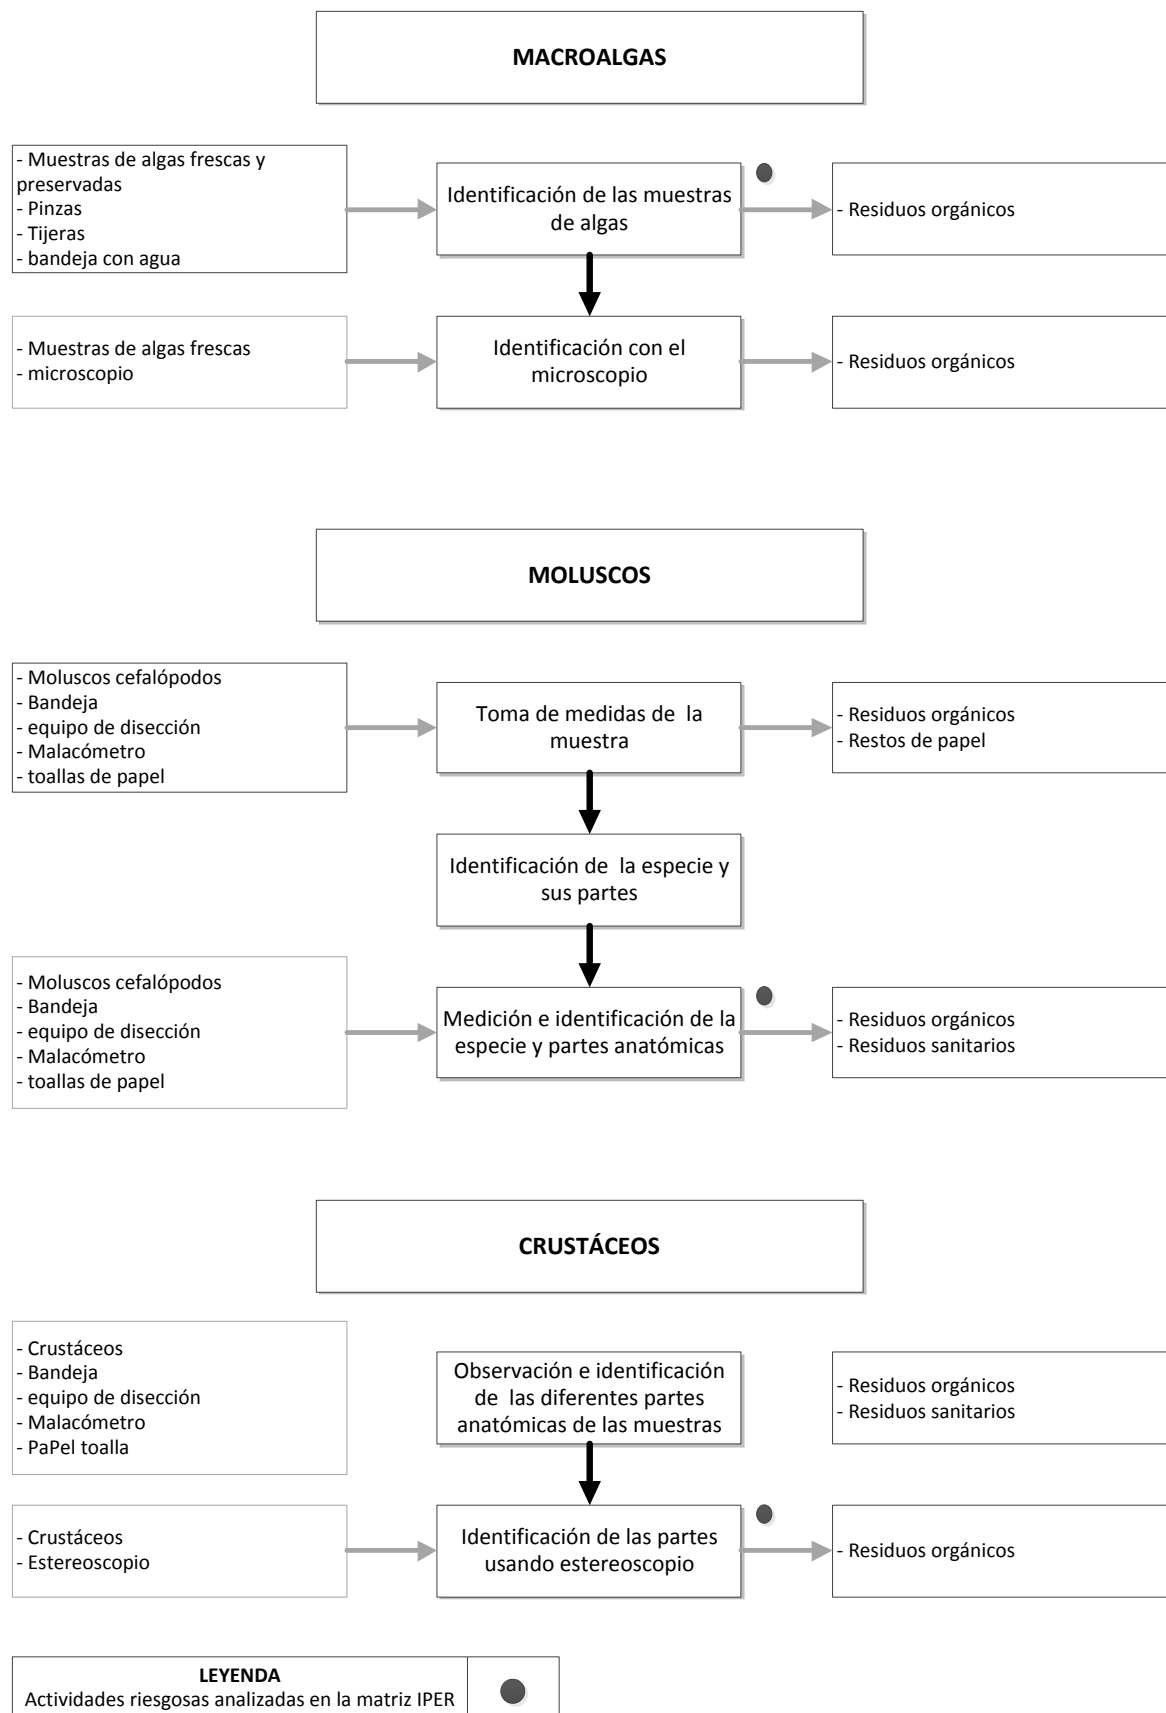 MACROALGAS
- Muestras de algas frescas y
preservadas
- Pinzas
- Tijeras
- bandeja con agua
Identificación de las muestras
de algas
- Residuos orgánicos
- Muestras de algas frescas
- microscopio
Identificación con el
microscopio
- Residuos orgánicos
MOLUSCOS
- Moluscos cefalópodos
- Bandeja
- equipo de disección
- Malacómetro
- toallas de papel
Toma de medidas de  la
muestra
- Residuos orgánicos
- Restos de papel
Identificación de  la especie y
sus partes
- Moluscos cefalópodos
- Bandeja
- equipo de disección
- Malacómetro
- toallas de papel
Medición e identificación de la
especie y partes anatómicas
- Residuos orgánicos
- Residuos sanitarios
CRUSTÁCEOS
- Crustáceos
- Bandeja
- equipo de disección
- Malacómetro
- PaPel toalla
Observación e identificación
de  las diferentes partes
anatómicas de las muestras
- Residuos orgánicos
- Residuos sanitarios
- Crustáceos
- Estereoscopio
Identificación de las partes
usando estereoscopio
- Residuos orgánicos
LEYENDA
Actividades riesgosas analizadas en la matriz IPER